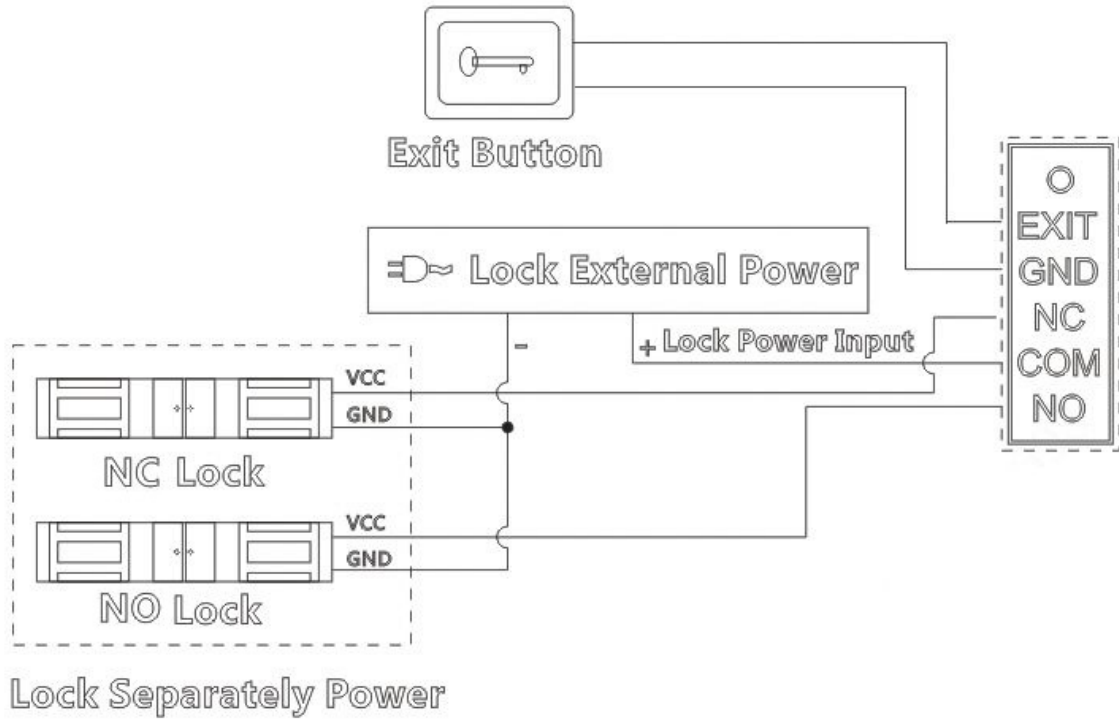 Exit Button
EXIT
Lock External Power
GND
NC
- + Lock Power Input
COM
VCC
GND
NO
NC Lock
VCC
GND
NO Lock
Lock Separately Power